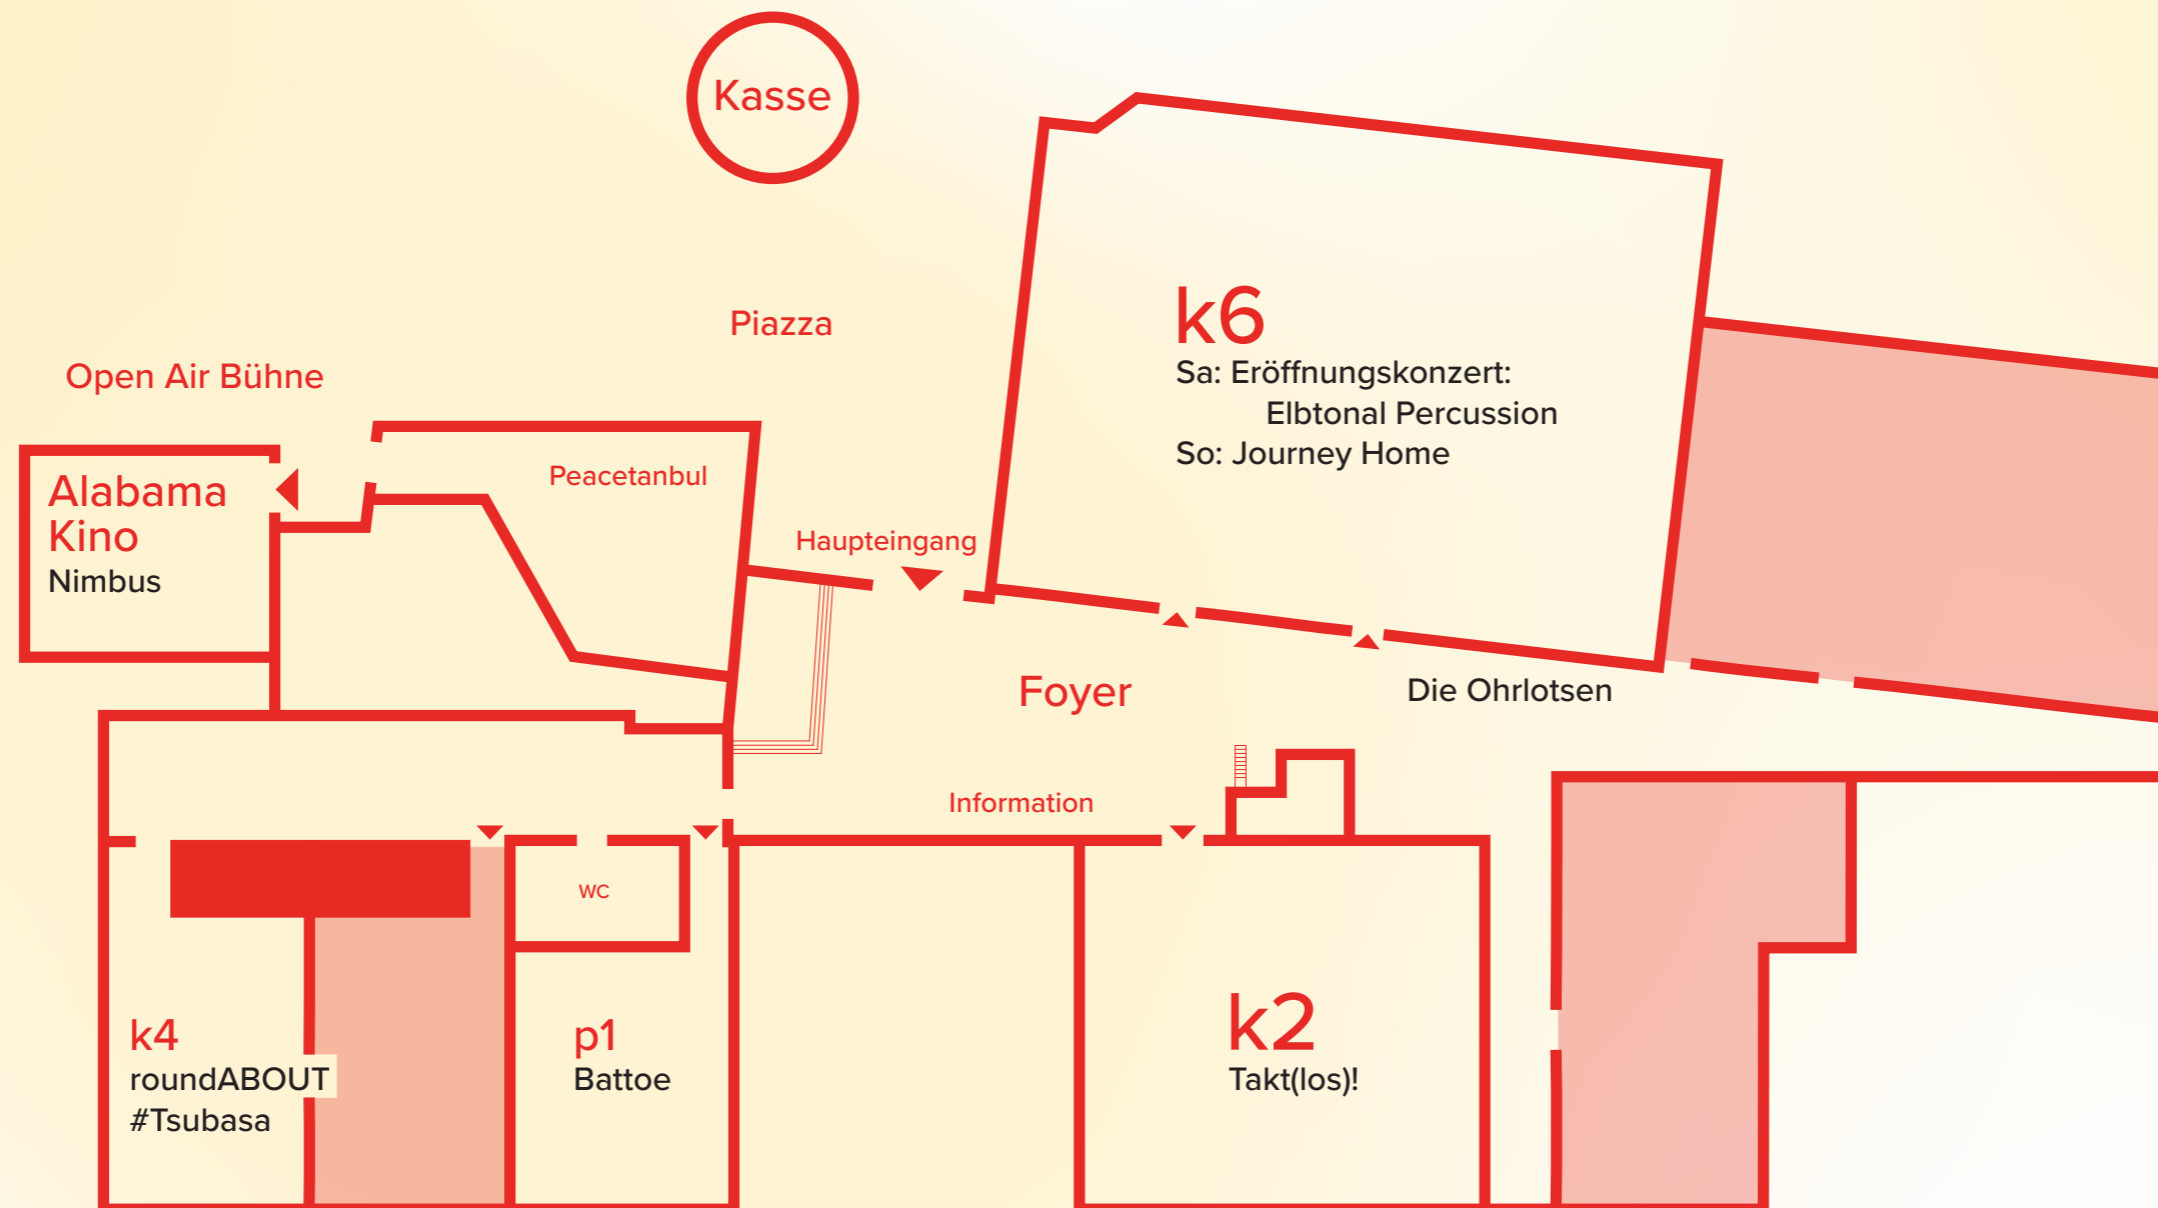 Kasse
Piazza
Open Air Bühne
k6
Sa: Eröffnungskonzert:
Elbtonal Percussion
So: Journey Home
Alabama
Kino
Nimbus
Peacetanbul
Haupteingang
Foyer
Die Ohrlotsen
Information
wc
k4
roundABOUT
#Tsubasa
p1
Battoe
k2
Takt(los)!